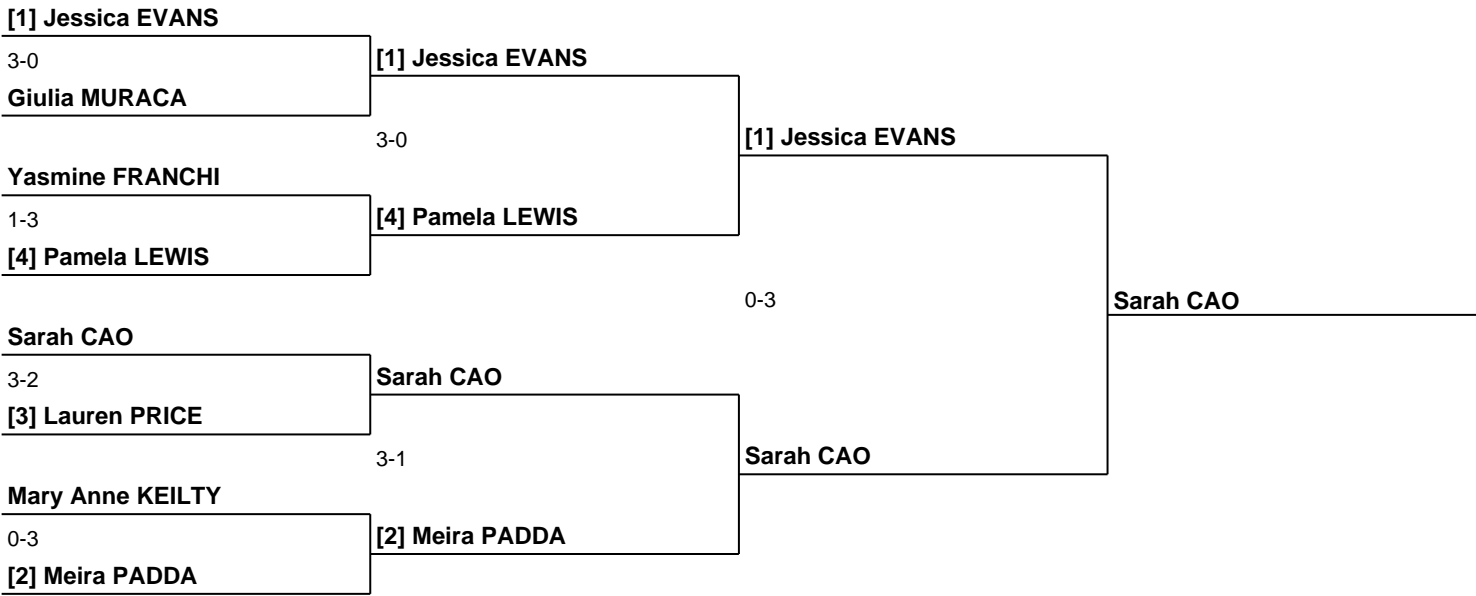 [1] Jessica EVANS
3-0
Giulia MURACA
Yasmine FRANCHI
1-3
[4] Pamela LEWIS
Sarah CAO
3-2
[3] Lauren PRICE
Mary Anne KEILTY
0-3
[2] Meira PADDA
[1] Jessica EVANS
3-0
[4] Pamela LEWIS
Sarah CAO
3-1
[2] Meira PADDA
[1] Jessica EVANS
0-3
Sarah CAO
Sarah CAO